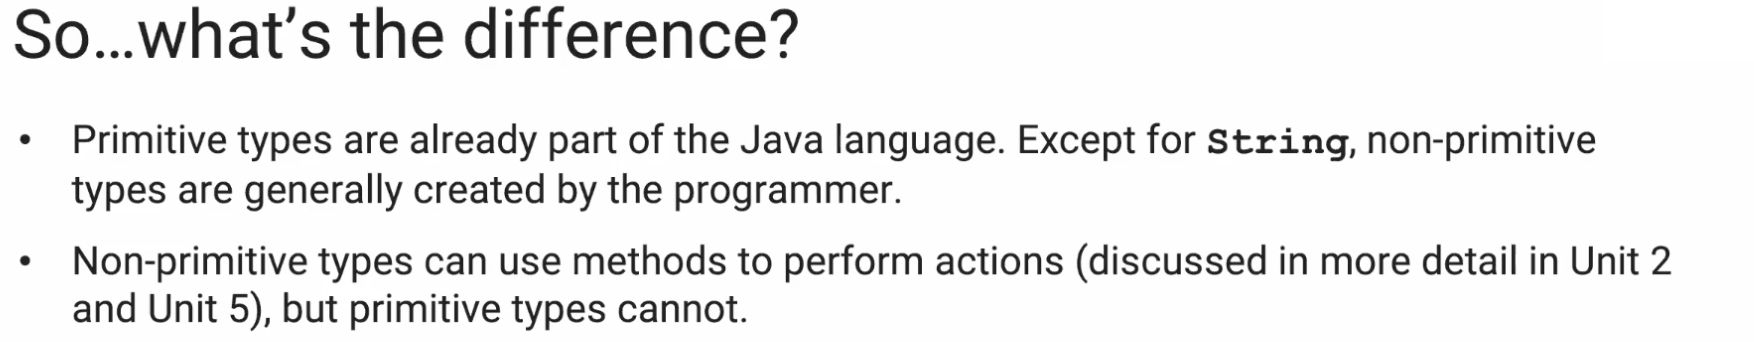 So...what’s the difference?
• Primitive types are already part of the Java language. Except for String, non-primitive
types are generally created by the programmer.
• Non-primitive types can use methods to perform actions (discussed in more detail in Unit 2
and Unit 5), but primitive types cannot.